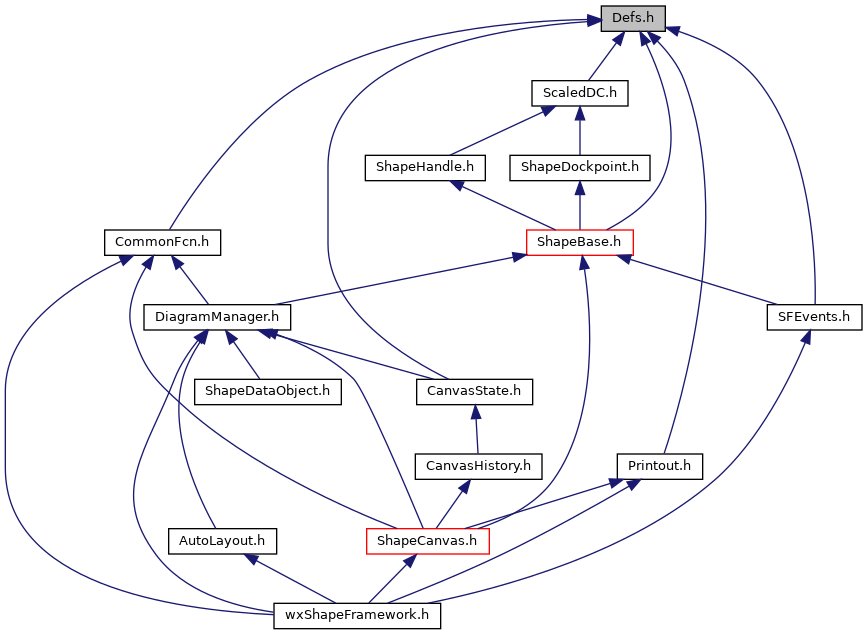 Defs.h
ScaledDC.h
ShapeHandle.h
ShapeDockpoint.h
CommonFcn.h
ShapeBase.h
DiagramManager.h
SFEvents.h
ShapeDataObject.h
CanvasState.h
CanvasHistory.h
Printout.h
AutoLayout.h
ShapeCanvas.h
wxShapeFramework.h